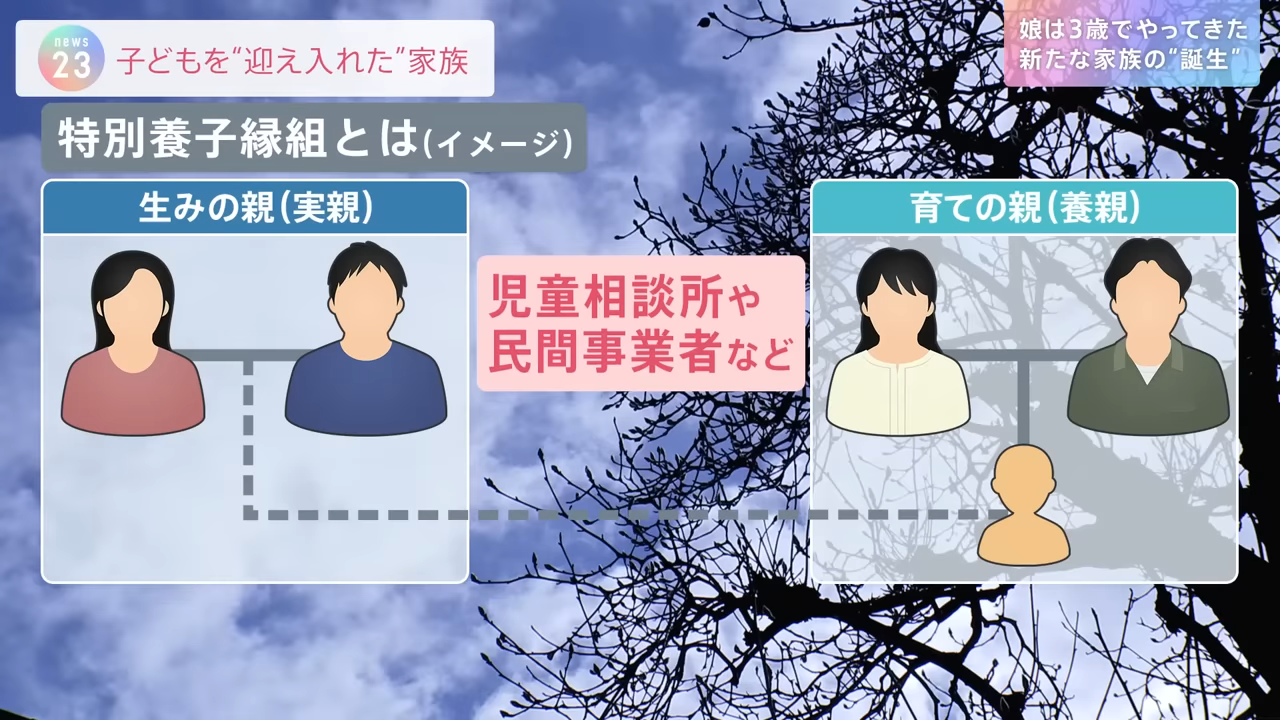 news
23
子どもを“迎え入れた”家族
娘は3歳でやってきた
新たな家族の“誕生”
特別養子縁組とは(イメージ)
生みの親(実親)
育ての親(養親)
児童相談所や
民間事業者など